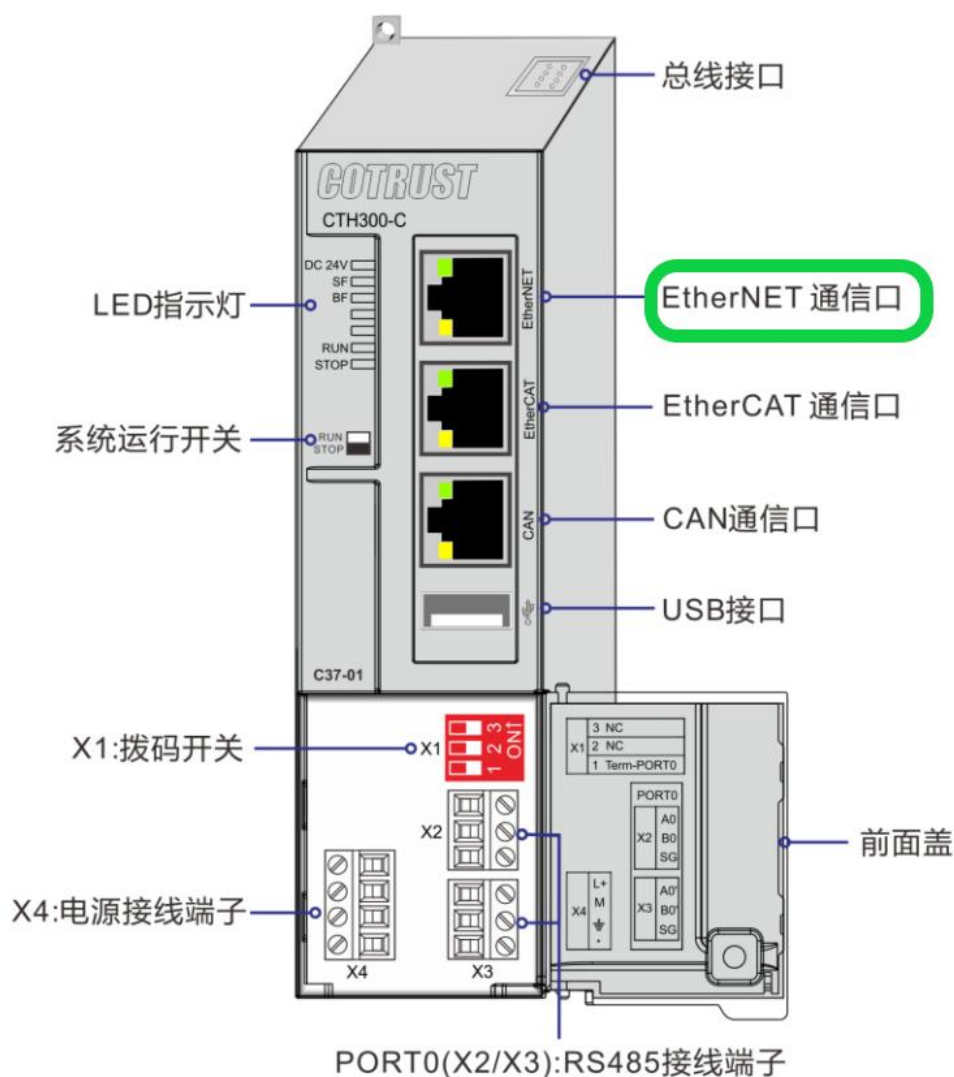 总线接口
COTRUST
CTH300-C
DC 24V
SF
BF
RUN
STOP
LED指示灯
EtherNET
EtherNET 通信口
EtherCAT
EtherCAT 通信口
系统运行开关
RUN
STOP
CAN
CAN通信口
USB接口
C37-01
X1:拨码开关
X1
1 2 3
ON↑
X1
3 NC
2 NC
1 Term-PORT0
PORT0
X2
A0
B0
SG
X2
前面盖
X4
L+
M
X3
A0'
B0'
SG
X4:电源接线端子
X4
X3
PORT0(X2/X3):RS485接线端子